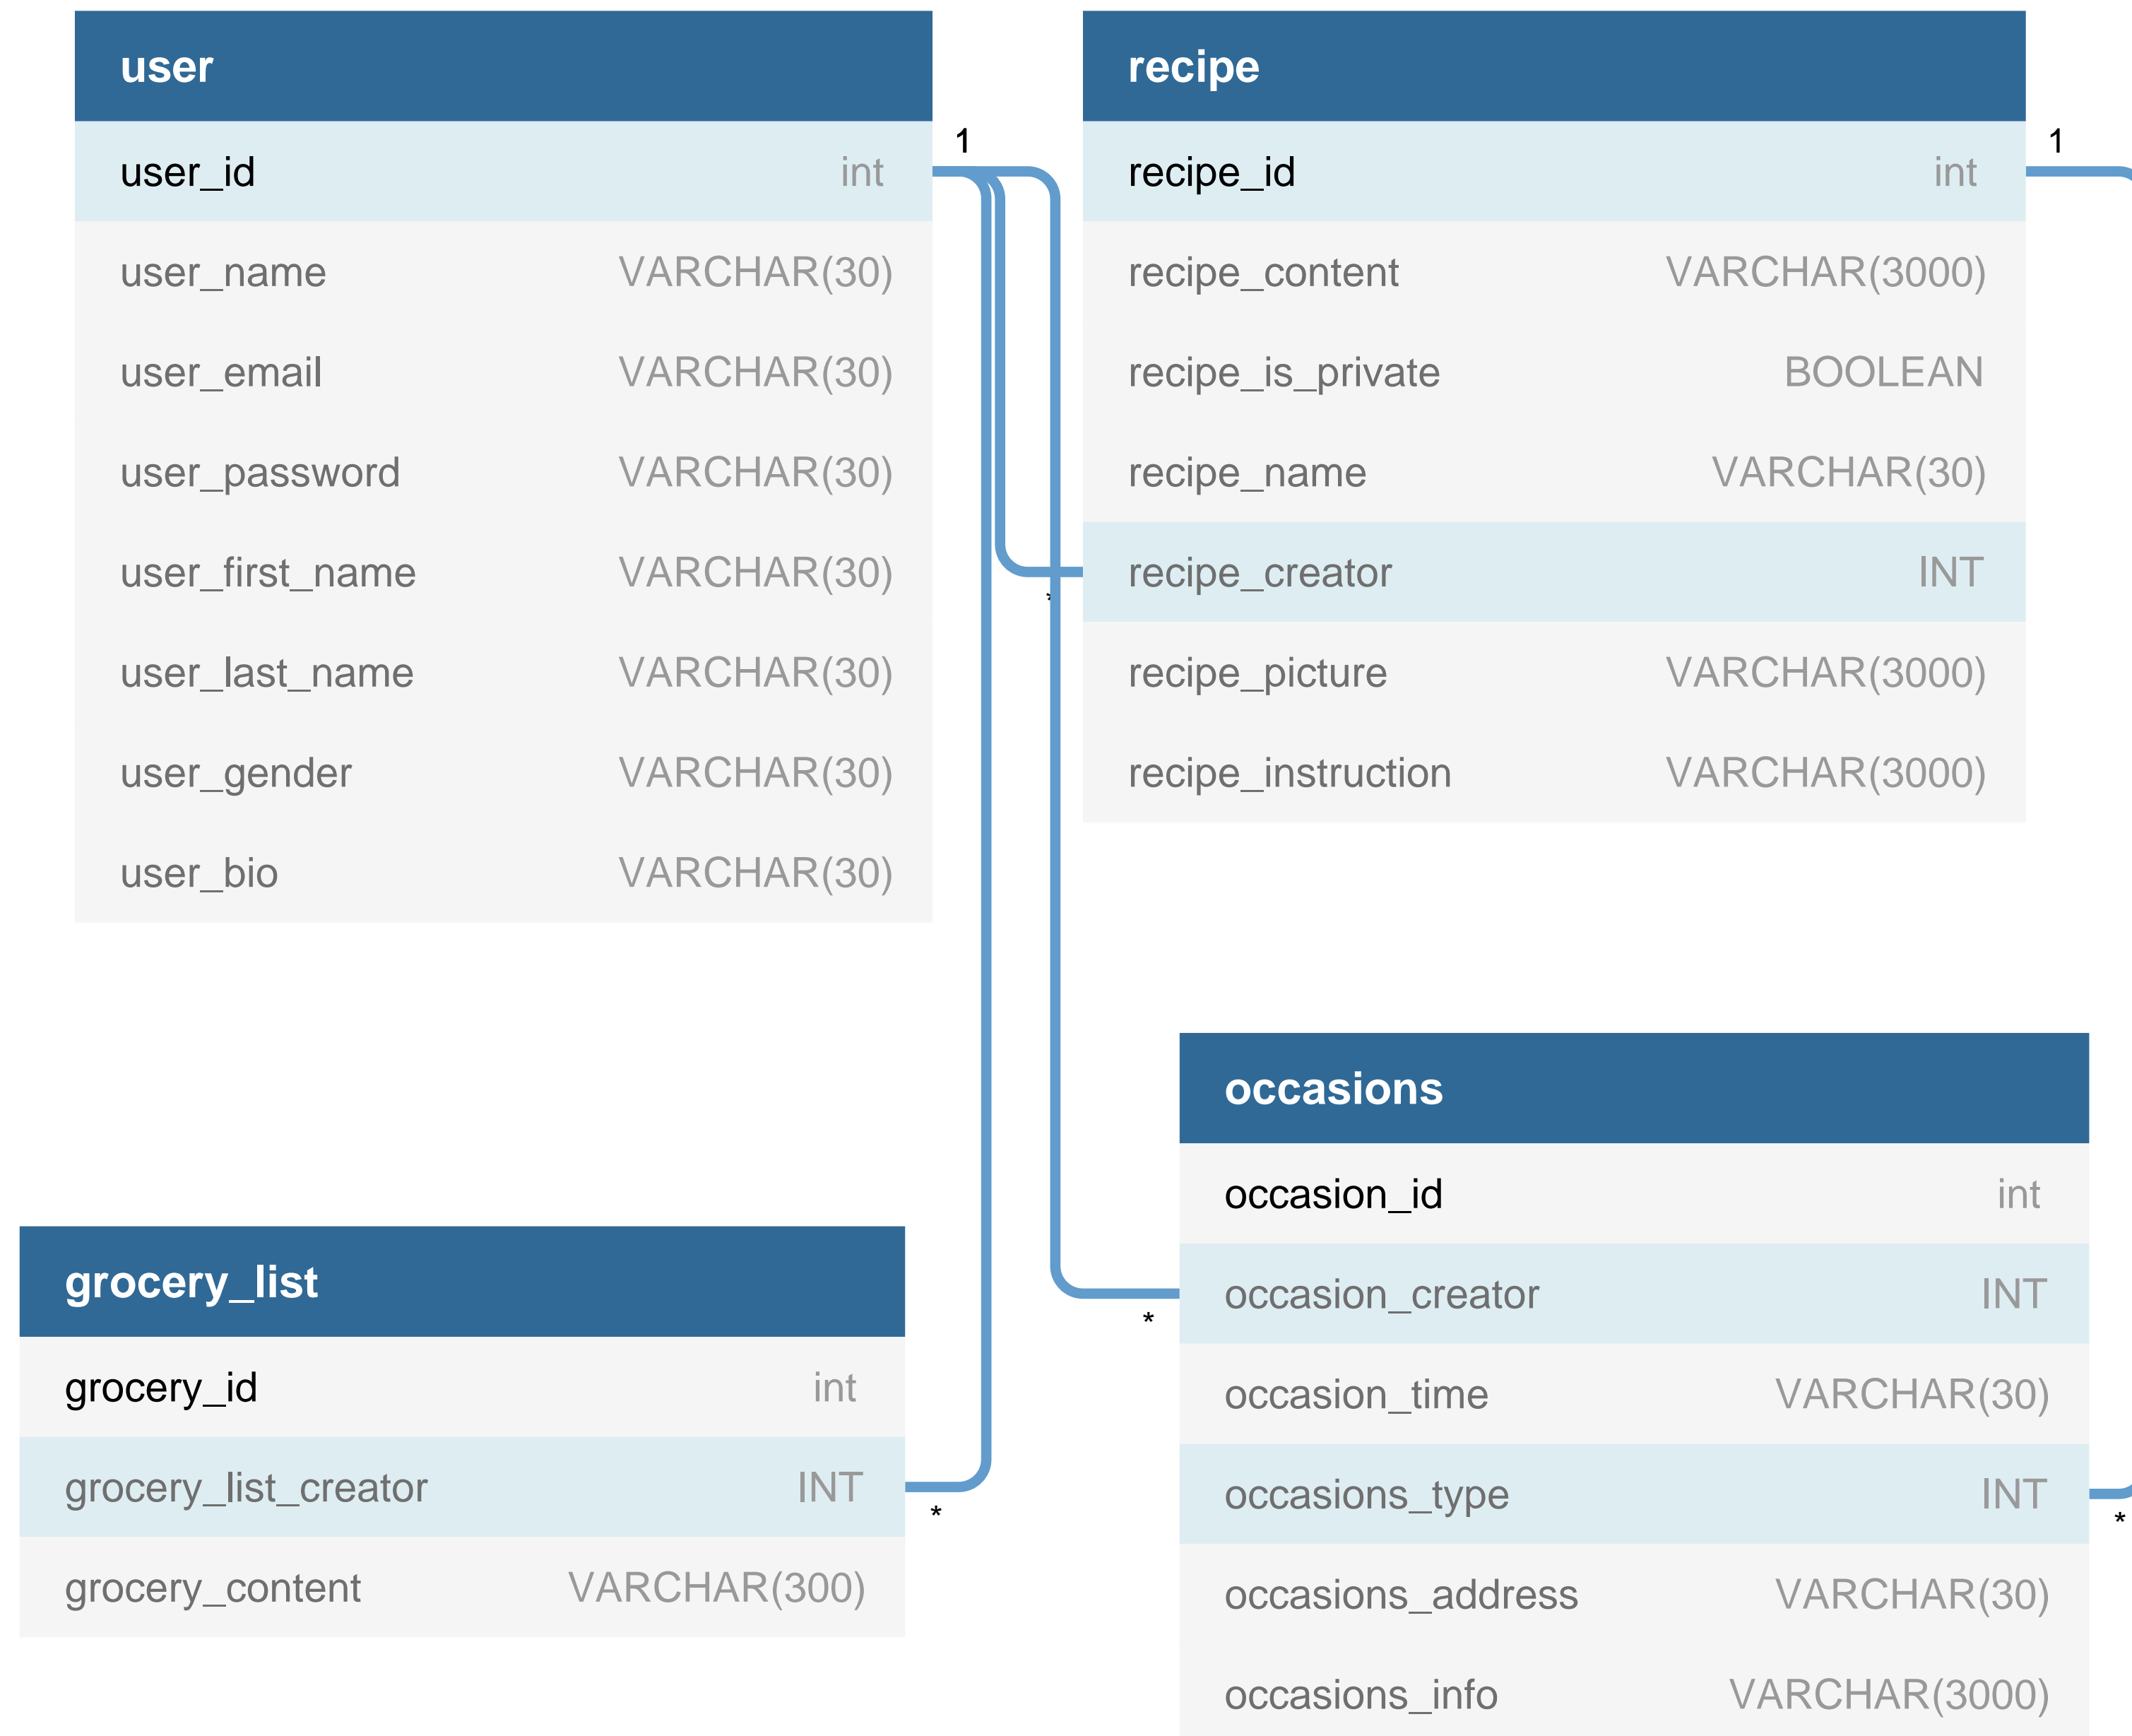 user
user_id int
user_name VARCHAR(30)
user_email VARCHAR(30)
user_password VARCHAR(30)
user_first_name VARCHAR(30)
user_last_name VARCHAR(30)
user_gender VARCHAR(30)
user_bio VARCHAR(30)
1
recipe
recipe_id int
recipe_content VARCHAR(3000)
recipe_is_private BOOLEAN
recipe_name VARCHAR(30)
recipe_creator INT
recipe_picture VARCHAR(3000)
recipe_instruction VARCHAR(3000)
1
*
grocery_list
grocery_id int
grocery_list_creator INT
grocery_content VARCHAR(300)
*
occasions
occasion_id int
occasion_creator INT
occasion_time VARCHAR(30)
occasions_type INT
occasions_address VARCHAR(30)
occasions_info VARCHAR(3000)
*
*